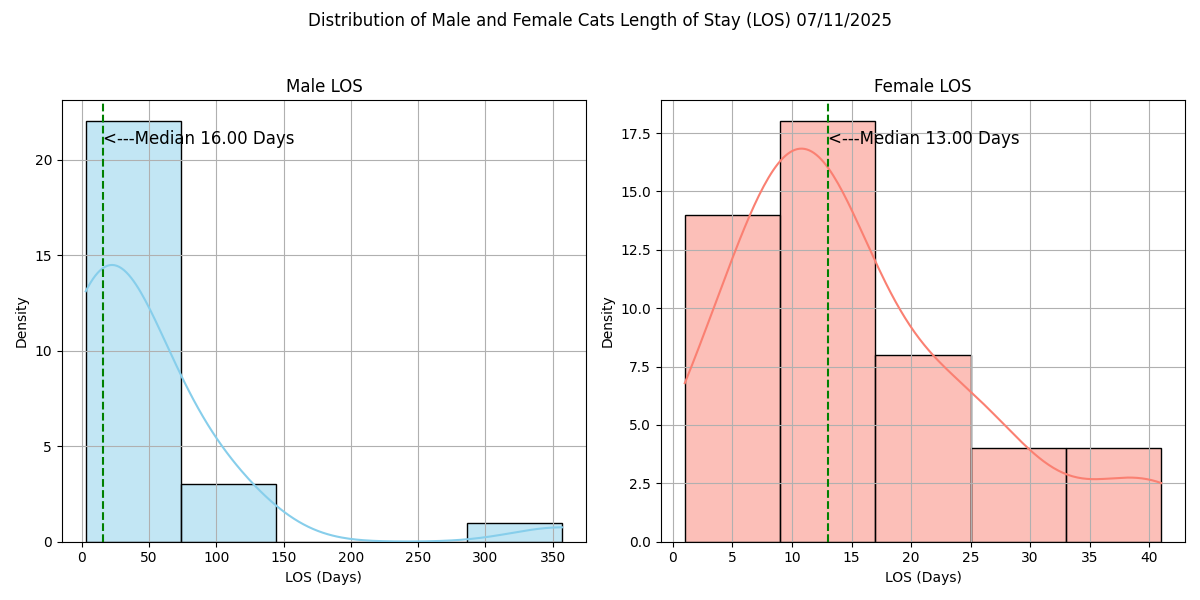 Distribution of Male and Female Cats Length of Stay (LOS) 07/11/2025
Male LOS
<---Median 16.00 Days
Density
20
15
10
5
0
0 50 100 150 200 250 300 350
LOS (Days)
Female LOS
<---Median 13.00 Days
Density
17.5
15.0
12.5
10.0
7.5
5.0
2.5
0.0
0 5 10 15 20 25 30 35 40
LOS (Days)